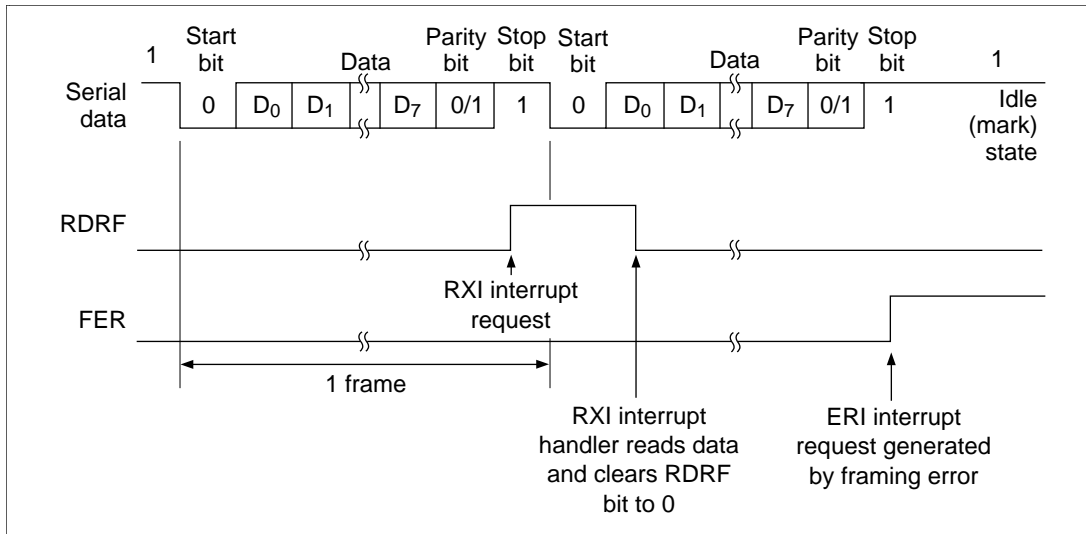 1 Start bit Data Parity bit Stop bit Start bit Data Parity bit Stop bit 1
Serial data 0 D0 D1 D7 0/1 1 0 D0 D1 D7 0/1 1 Idle (mark) state
RDRF
RXI interrupt request
FER
1 frame
RXI interrupt
handler reads data
and clears RDRF
bit to 0
ERI interrupt
request generated
by framing error